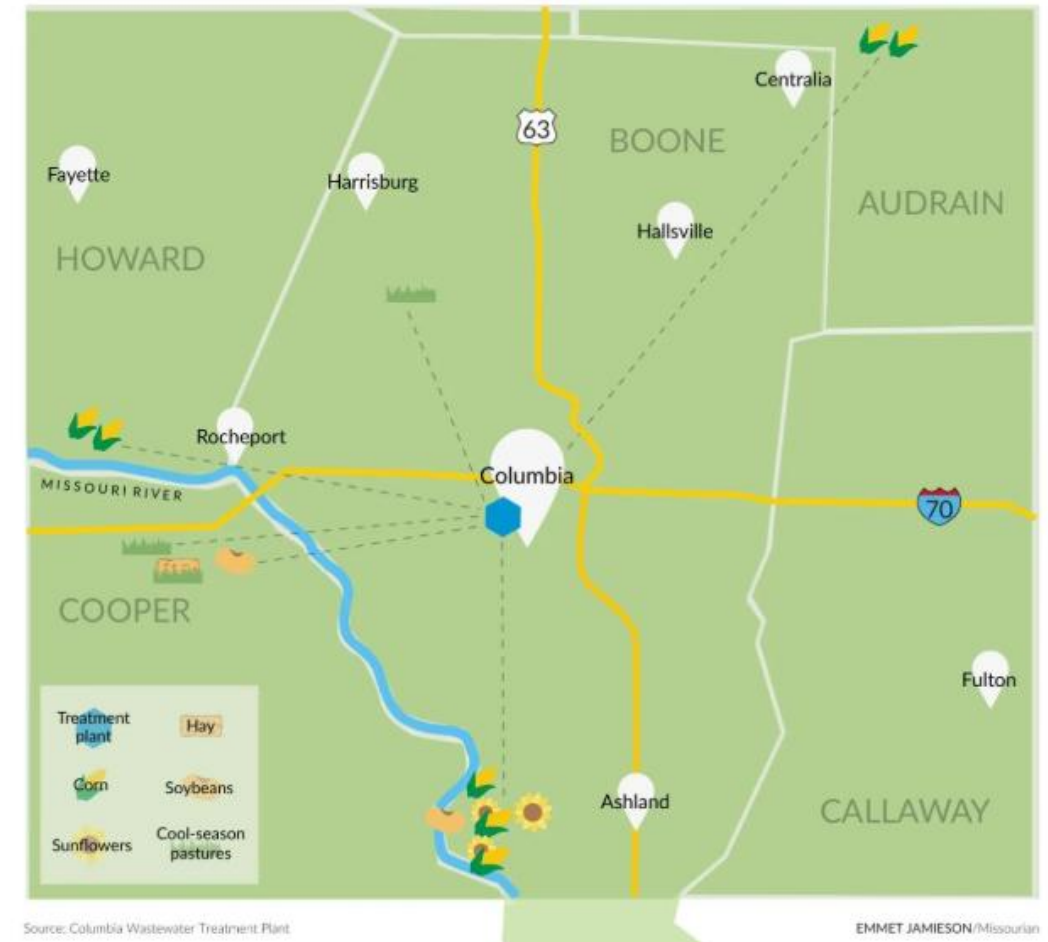 Centralia
63
BOONE
Fayette
Harrisburg
AUDRAIN
Hallsville
HOWARD
Rocheport
Columbia
MISSOURI RIVER
70
COOPER
Fulton
Treatment
plant
Hay
Corn
Soybeans
Sunflowers
Cool-season
pastures
Ashland
CALLAWAY
Source: Columbia Wastewater Treatment Plant
EMMET JAMIESON/Missourian